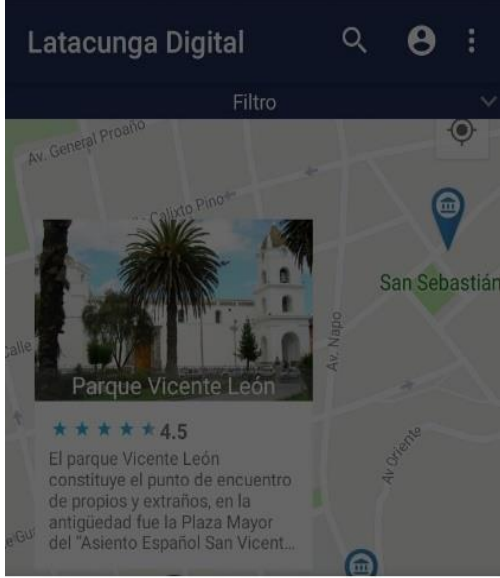 Latacunga Digital
Filtro
Av. General Proaño
Calixto Pino
San Sebastián
Av. Napo
Calle
Parque Vicente León
4.5
Av Oriente
El parque Vicente León
constituye el punto de encuentro
de propios y extraños, en la
antigüedad fue la Plaza Mayor
del "Asiento Español San Vicent...